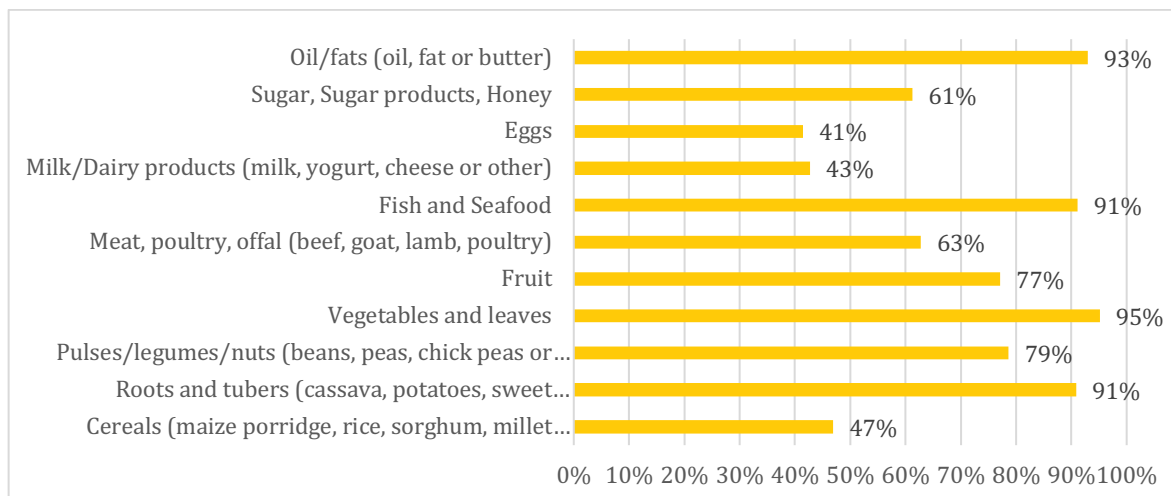 Oil/fats (oil, fat or butter) 93%
Sugar, Sugar products, Honey 61%
Eggs 41%
Milk/Dairy products (milk, yogurt, cheese or other) 43%
Fish and Seafood 91%
Meat, poultry, offal (beef, goat, lamb, poultry) 63%
Fruit 77%
Vegetables and leaves 95%
Pulses/legumes/nuts (beans, peas, chick peas or... 79%
Roots and tubers (cassava, potatoes, sweet... 91%
Cereals (maize porridge, rice, sorghum, millet... 47%
0% 10% 20% 30% 40% 50% 60% 70% 80% 90% 100%